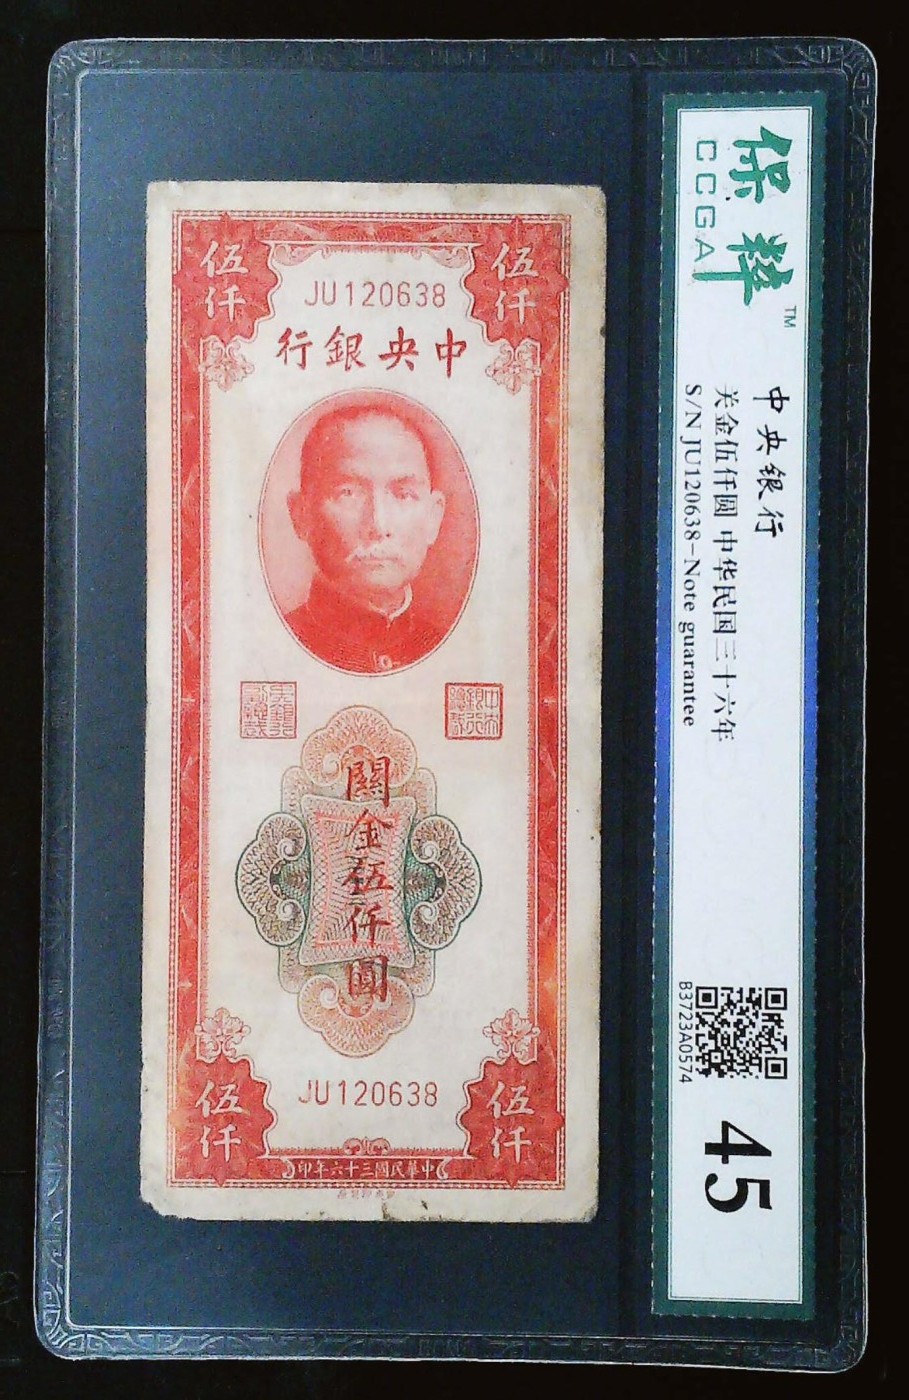 伍仟
伍仟
JU120638
中央銀行
關金伍仟圓
JU120638
伍仟
伍仟
中華民國三十六年印
保粹
TM
CCGA
中央银行
关金伍仟圆 中华民国三十六年
S/N JU120638-Note guarantee
B3723A0574
45